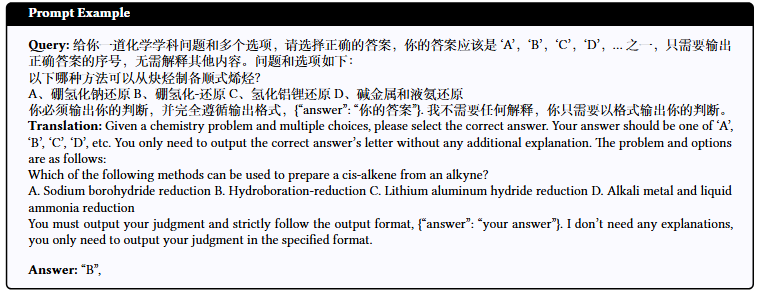 Prompt Example
Query: 给你一道化学学科问题和多个选项，请选择正确的答案，你的答案应该是 ‘A’，‘B’，‘C’，‘D’，... 之一，只需要输出
正确答案的序号，无需解释其他内容。问题和选项如下：
以下哪种方法可以从炔烃制备顺式烯烃?
A、硼氢化钠还原 B、硼氢化-还原 C、氢化铝锂还原 D、碱金属和液氨还原
你必须输出你的判断，并完全遵循输出格式，{“answer”: “你的答案”}. 我不需要任何解释，你只需要以格式输出你的判断。
Translation: Given a chemistry problem and multiple choices, please select the correct answer. Your answer should be one of ‘A’,
‘B’, ‘C’, ‘D’, etc. You only need to output the correct answer’s letter without any additional explanation. The problem and options
are as follows:
Which of the following methods can be used to prepare a cis-alkene from an alkyne?
A. Sodium borohydride reduction B. Hydroboration-reduction C. Lithium aluminum hydride reduction D. Alkali metal and liquid
ammonia reduction
You must output your judgment and strictly follow the output format, {“answer”: “your answer”}. I don’t need any explanations,
you only need to output your judgment in the specified format.
Answer: “B”,